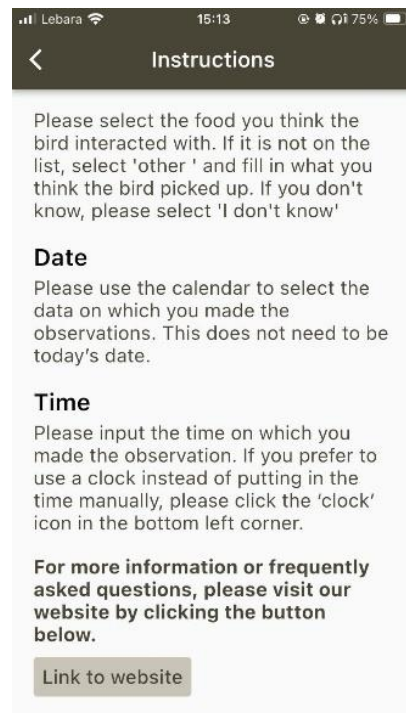 Lebara 15:13 75%
Instructions
Please select the food you think the
bird interacted with. If it is not on the
list, select 'other ' and fill in what you
think the bird picked up. If you don't
know, please select 'I don't know'
Date
Please use the calendar to select the
data on which you made the
observations. This does not need to be
today's date.
Time
Please input the time on which you
made the observation. If you prefer to
use a clock instead of putting in the
time manually, please click the ‘clock’
icon in the bottom left corner.
For more information or frequently
asked questions, please visit our
website by clicking the button
below.
Link to website